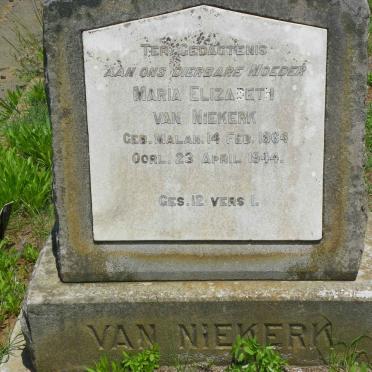 TER GEDACTENIS
AAN ONS DIERBARE MOEDER
MARIA ELIZABETH
VAN NIEKERK
GEB. MALAN. 14 FEB. 1864
OORL. 23 APRIL 1944.
GES. 12 VERS 1.
VAN NIEKERK